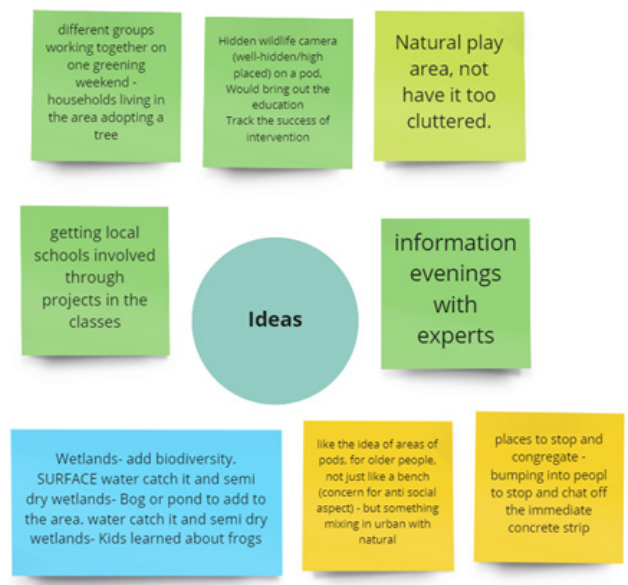 different groups
working together on
one greening
weekend -
households living in
the area adopting a
tree
Hidden wildlife camera
(well-hidden/high
placed) on a pod,
Would bring out the
education
Track the success of
intervention
Natural play
area, not
have it too
cluttered.
getting local
schools involved
through
projects in the
classes
Ideas
information
evenings
with
experts
Wetlands- add biodiversity.
SURFACE water catch it and semi
dry wetlands- Bog or pond to add to
the area. water catch it and semi dry
wetlands- Kids learned about frogs
like the idea of areas of
pods, for older people,
not just like a bench
(concern for anti social
aspect) - but something
mixing in urban with
natural
places to stop and
congregate -
bumping into peopl
to stop and chat off
the immediate
concrete strip